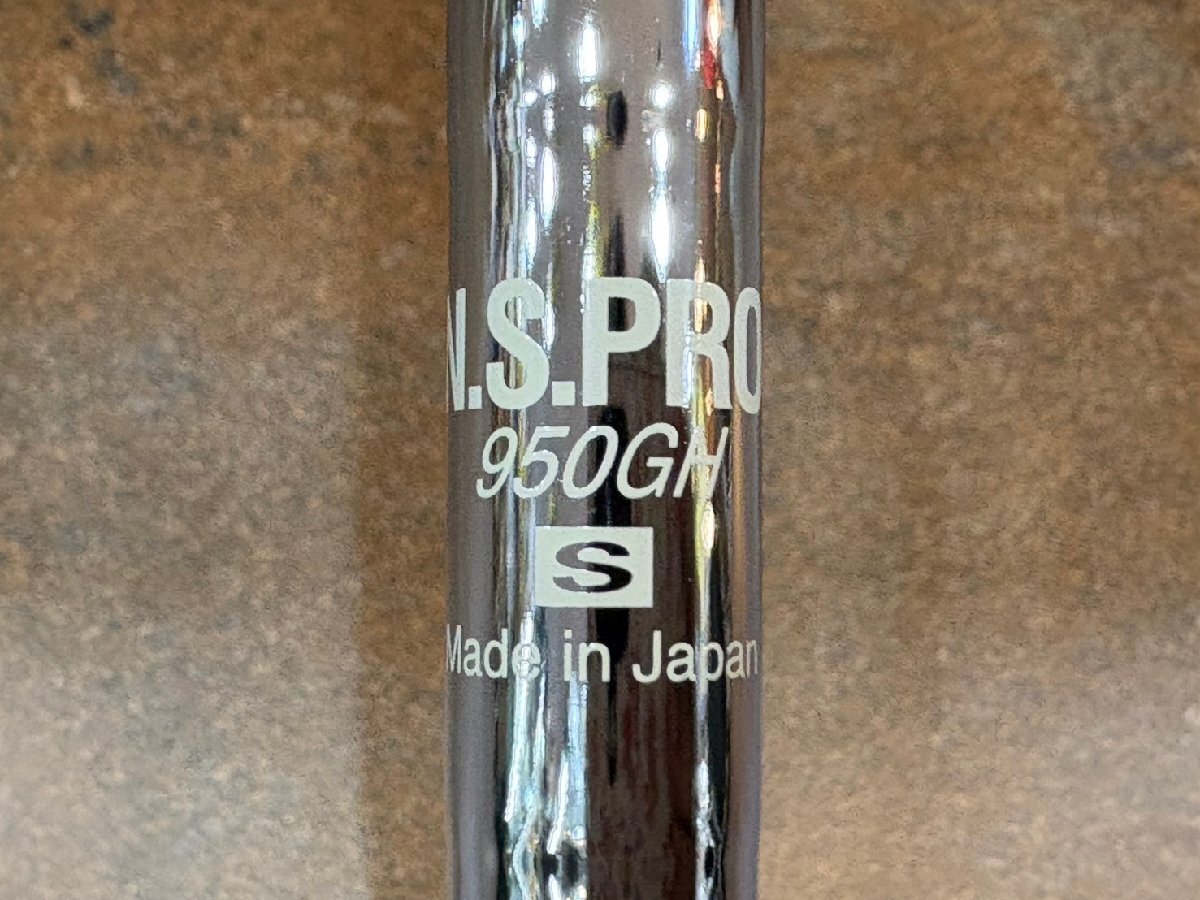 N.S.PRO
950GH
S
Made in Japan